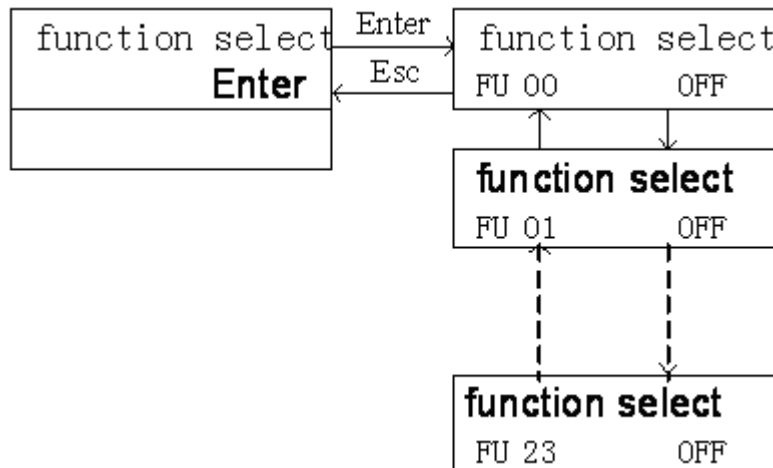 function select
Enter
Enter
Esc
function select
FU 00 OFF
function select
FU 01 OFF
function select
FU 23 OFF